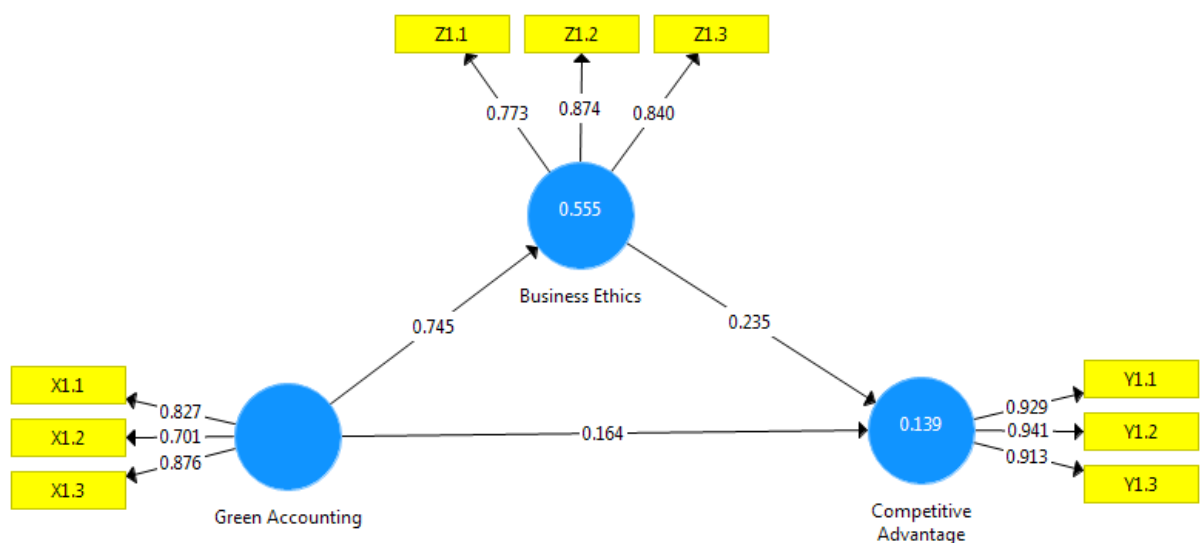 Z1.1
Z1.2
Z1.3
0.773
0.874
0.840
0.555
Business Ethics
0.745
0.235
X1.1
X1.2
X1.3
0.827
0.701
0.876
Green Accounting
0.164
0.139
Competitive
Advantage
0.929
0.941
0.913
Y1.1
Y1.2
Y1.3